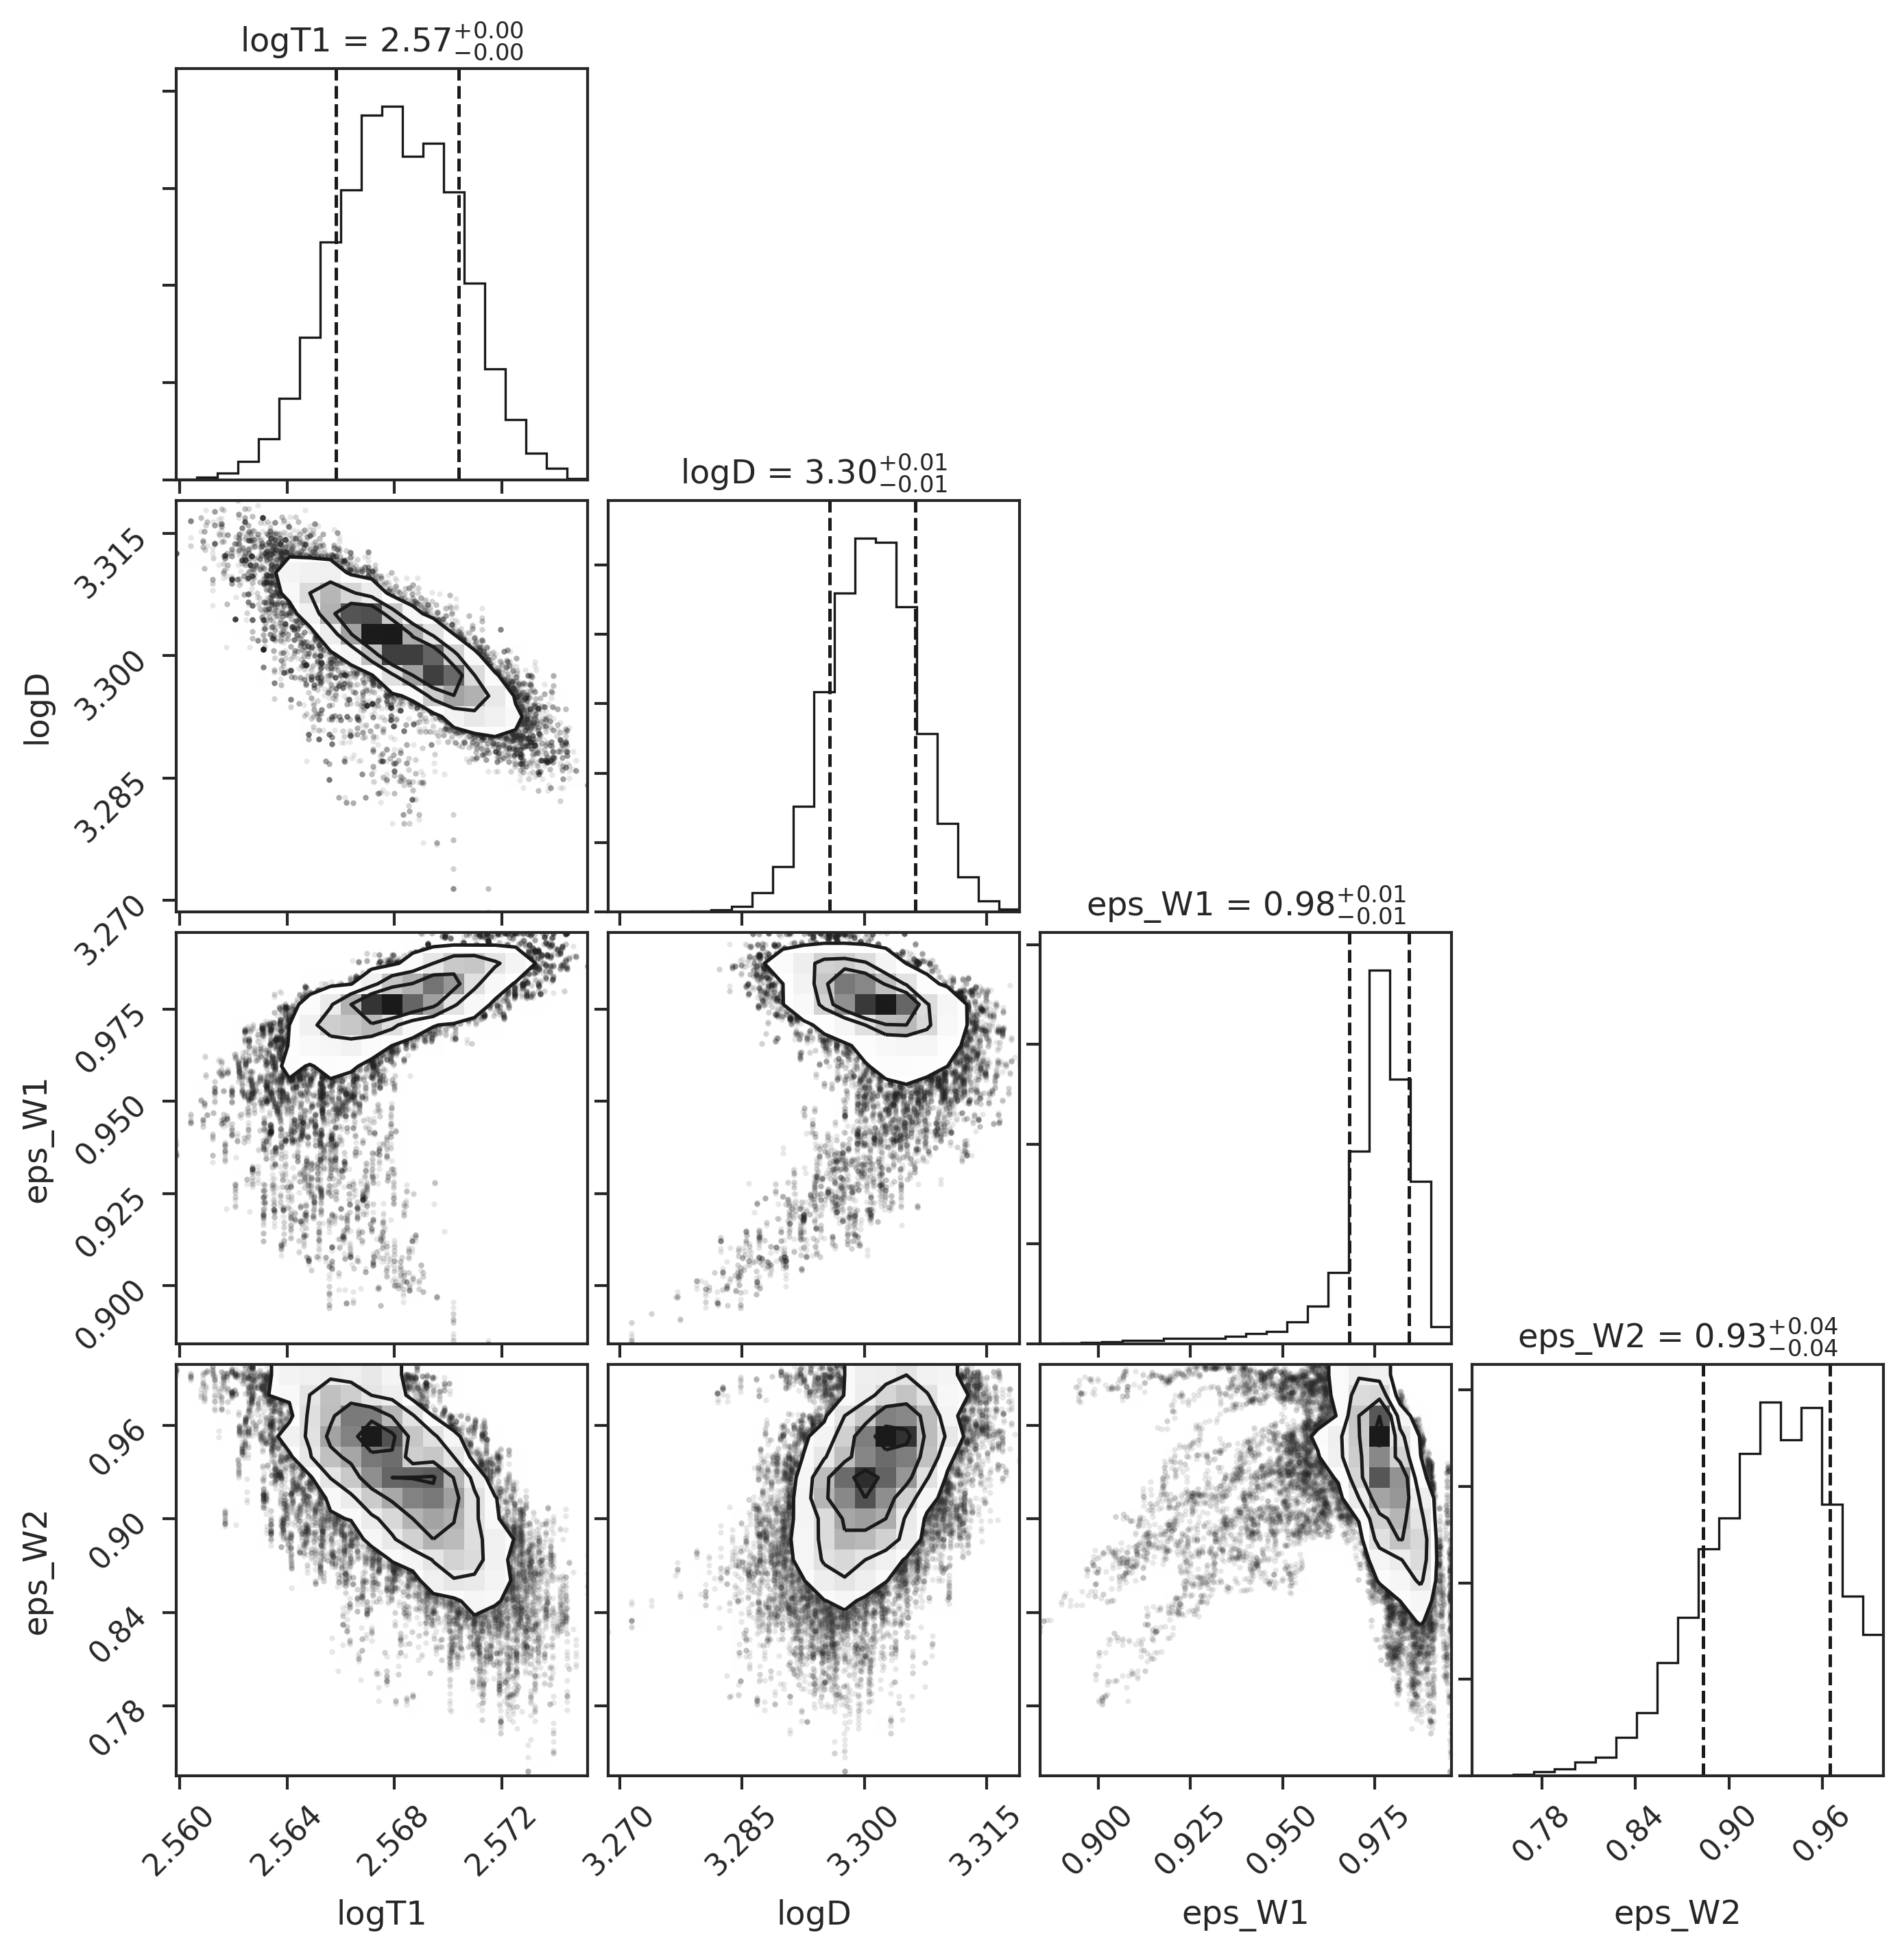 logT1 = 2.57+0.00−0.00
logD = 3.30+0.01−0.01
3.315
3.300
3.285
3.270
logD
eps_W1 = 0.98+0.01−0.01
0.975
0.950
0.925
0.900
eps_W1
eps_W2 = 0.93+0.04−0.04
0.96
0.90
0.84
0.78
eps_W2
2.560 2.564 2.568 2.572 3.270 3.285 3.300 3.315 0.900 0.925 0.950 0.975 0.78 0.84 0.90 0.96
logT1 logD eps_W1 eps_W2